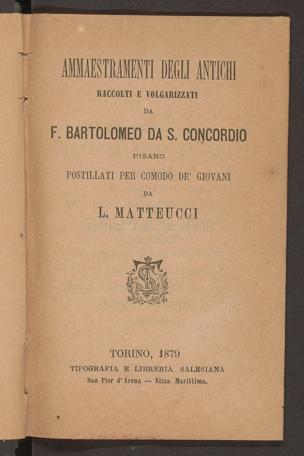 AMMAESTRAMENTI DEGLI ANTICHI
RACCOLTI E VOLGARIZZATI
DA
F. BARTOLOMEO DA S. CONCORDIO
PISANO
POSTILLATI PER COMODO DE' GIOVANI
DA
L. MATTEUCCI
TORINO, 1879
TIPOGRAFIA E LIBRERIA SALESIANA
San Pier d'Arena — Nizza Marittima.